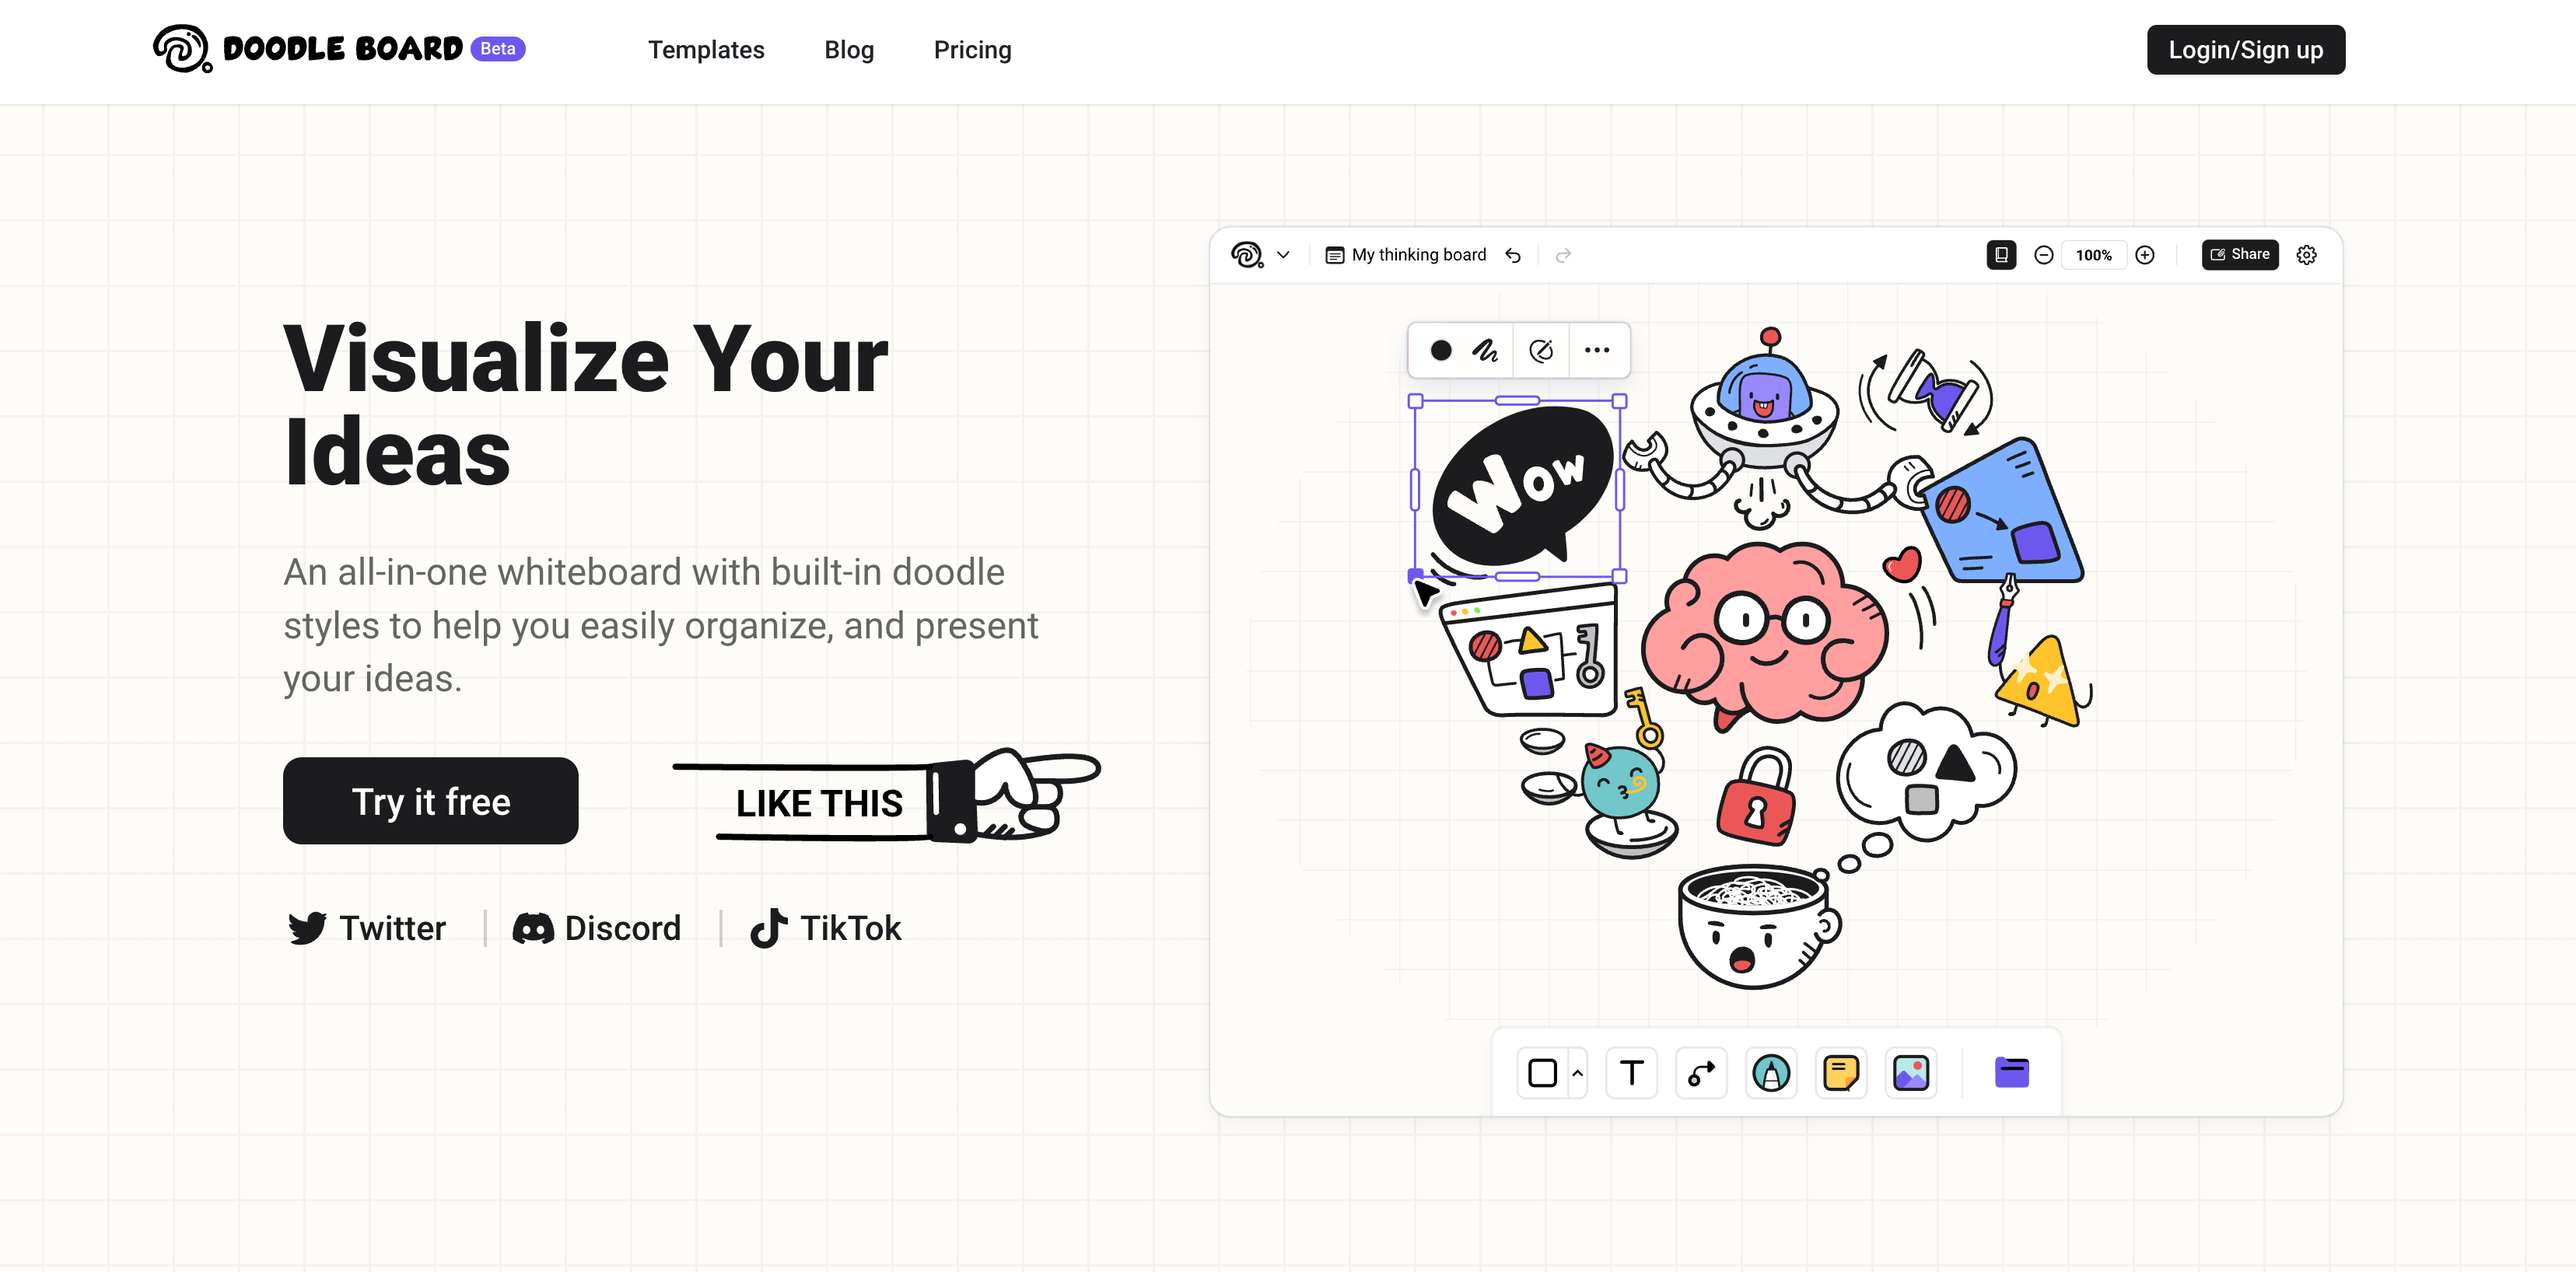 DOODLE BOARD Beta
Templates
Blog
Pricing
Login/Sign up
Visualize Your
Ideas
An all-in-one whiteboard with built-in doodle
styles to help you easily organize, and present
your ideas.
Try it free
LIKE THIS
Twitter
Discord
TikTok
My thinking board
100%
Share
Wow
T